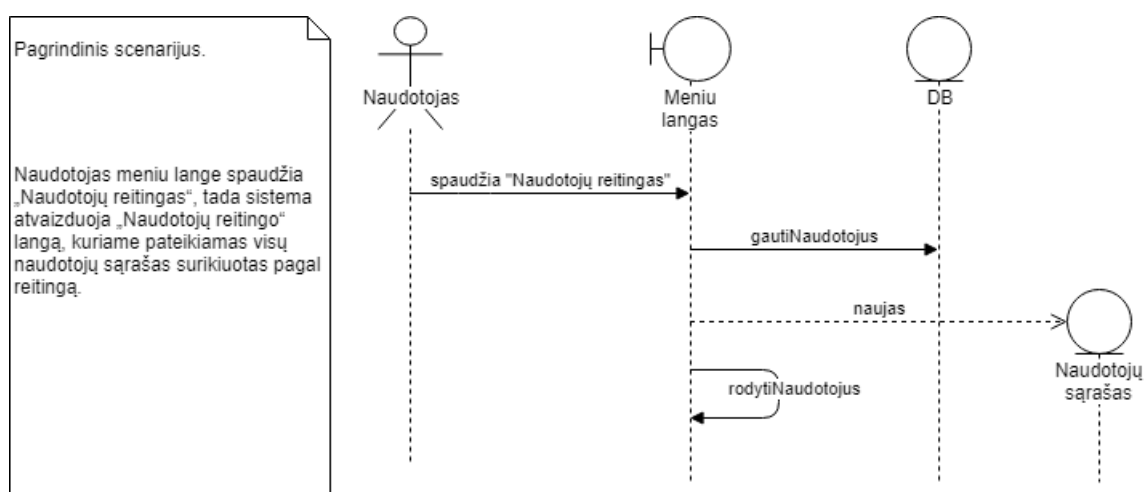 Pagrindinis scenarijus.
Naudotojas meniu lange spaudžia
„Naudotojų reitingas“, tada sistema
atvaizduoja „Naudotojų reitingo“
langą, kuriame pateikiamas visų
naudotojų sąrašas surikiuotas pagal
reitingą.
Naudotojas
Meniu
langas
DB
spaudžia "Naudotojų reitingas"
gautiNaudotojus
naujas
Naudotojų
sąrašas
rodytiNaudotojus